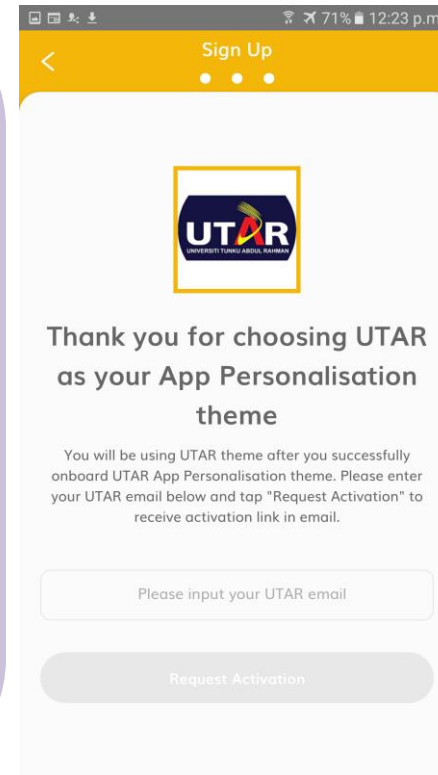 71% 12:23 p.m
Sign Up
UTAR
UNIVERSITI TUNKU ABDUL RAHMAN
Thank you for choosing UTAR
as your App Personalisation
theme
You will be using UTAR theme after you successfully
onboard UTAR App Personalisation theme. Please enter
your UTAR email below and tap "Request Activation" to
receive activation link in email.
Please input your UTAR email
Request Activation